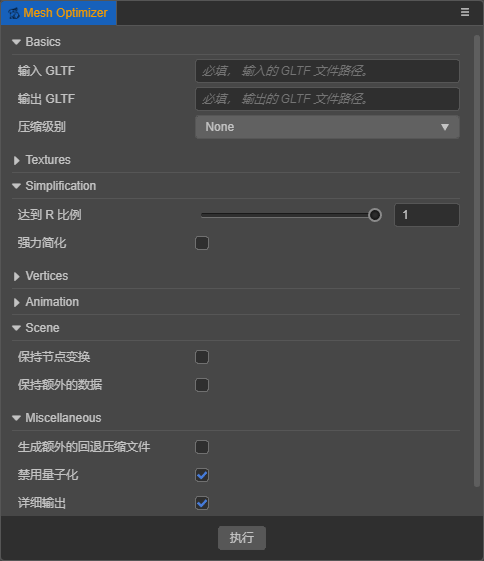 Mesh Optimizer
Basics
输入 GLTF
必填， 输入的 GLTF 文件路径。
输出 GLTF
必填， 输出的 GLTF 文件路径。
压缩级别
None
Textures
Simplification
达到 R 比例
1
强力简化
Vertices
Animation
Scene
保持节点变换
保持额外的数据
Miscellaneous
生成额外的回退压缩文件
禁用量子化
详细输出
执行